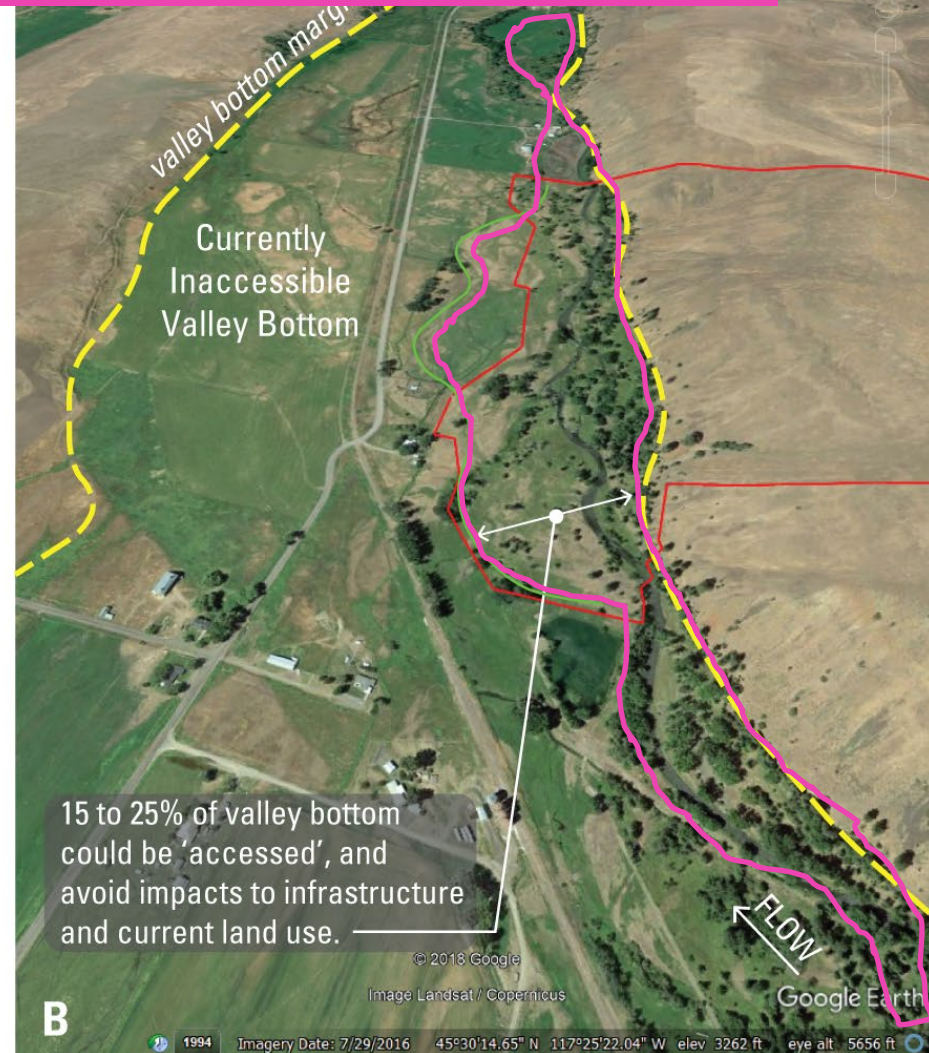 valley bottom margi
Currently
Inaccessible
Valley Bottom
15 to 25% of valley bottom
could be 'accessed', and
avoid impacts to infrastructure
and current land use.
FLOW
© 2018 Google
Image Landsat / Copernicus
Google Earth
B
1994 Imagery Date: 7/29/2016 45°30'14.65" N 117°25'22.04" W elev 3262 ft eye alt 5656 ft